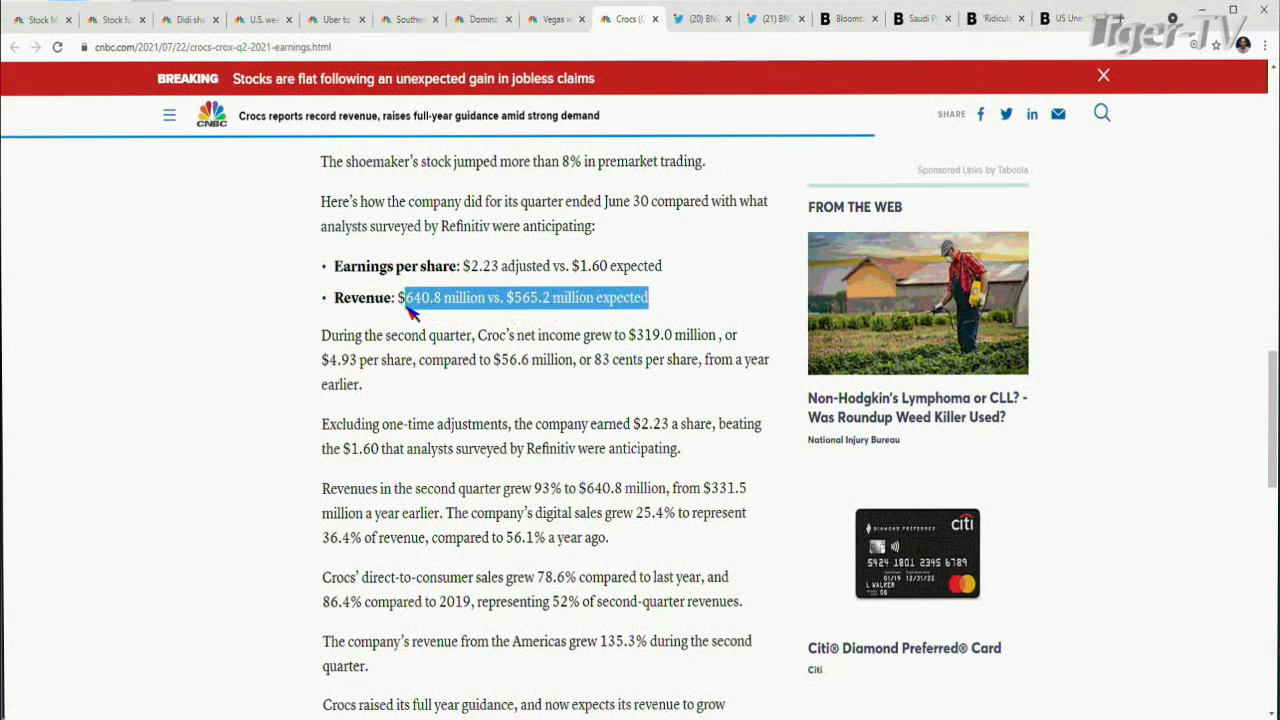 Stock M
Stock fu
Didi sha
U.S. wee
Uber to
Southw
Domino
Vegas w
Crocs (C
(20) BNO
(21) BNO
Bloomb
Saudi P
'Ridiculo
US Une
Tiger-TV
cnbc.com/2021/07/22/crocs-crox-q2-2021-earnings.html
BREAKING Stocks are flat following an unexpected gain in jobless claims
CNBC
Crocs reports record revenue, raises full-year guidance amid strong demand
SHARE
The shoemaker's stock jumped more than 8% in premarket trading.
Here's how the company did for its quarter ended June 30 compared with what
analysts surveyed by Refinitiv were anticipating:
• Earnings per share: $2.23 adjusted vs. $1.60 expected
• Revenue: $640.8 million vs. $565.2 million expected
During the second quarter, Croc's net income grew to $319.0 million , or
$4.93 per share, compared to $56.6 million, or 83 cents per share, from a year
earlier.
Excluding one-time adjustments, the company earned $2.23 a share, beating
the $1.60 that analysts surveyed by Refinitiv were anticipating.
Revenues in the second quarter grew 93% to $640.8 million, from $331.5
million a year earlier. The company's digital sales grew 25.4% to represent
36.4% of revenue, compared to 56.1% a year ago.
Crocs' direct-to-consumer sales grew 78.6% compared to last year, and
86.4% compared to 2019, representing 52% of second-quarter revenues.
The company's revenue from the Americas grew 135.3% during the second
quarter.
Crocs raised its full year guidance, and now expects its revenue to grow
Sponsored Links by Taboola
FROM THE WEB
Non-Hodgkin's Lymphoma or CLL? -
Was Roundup Weed Killer Used?
National Injury Bureau
DIAMOND PREFERRED
citi
5424 1801 2345 6789
01/19 12/31/22
L WALKER
Citi® Diamond Preferred® Card
Citi